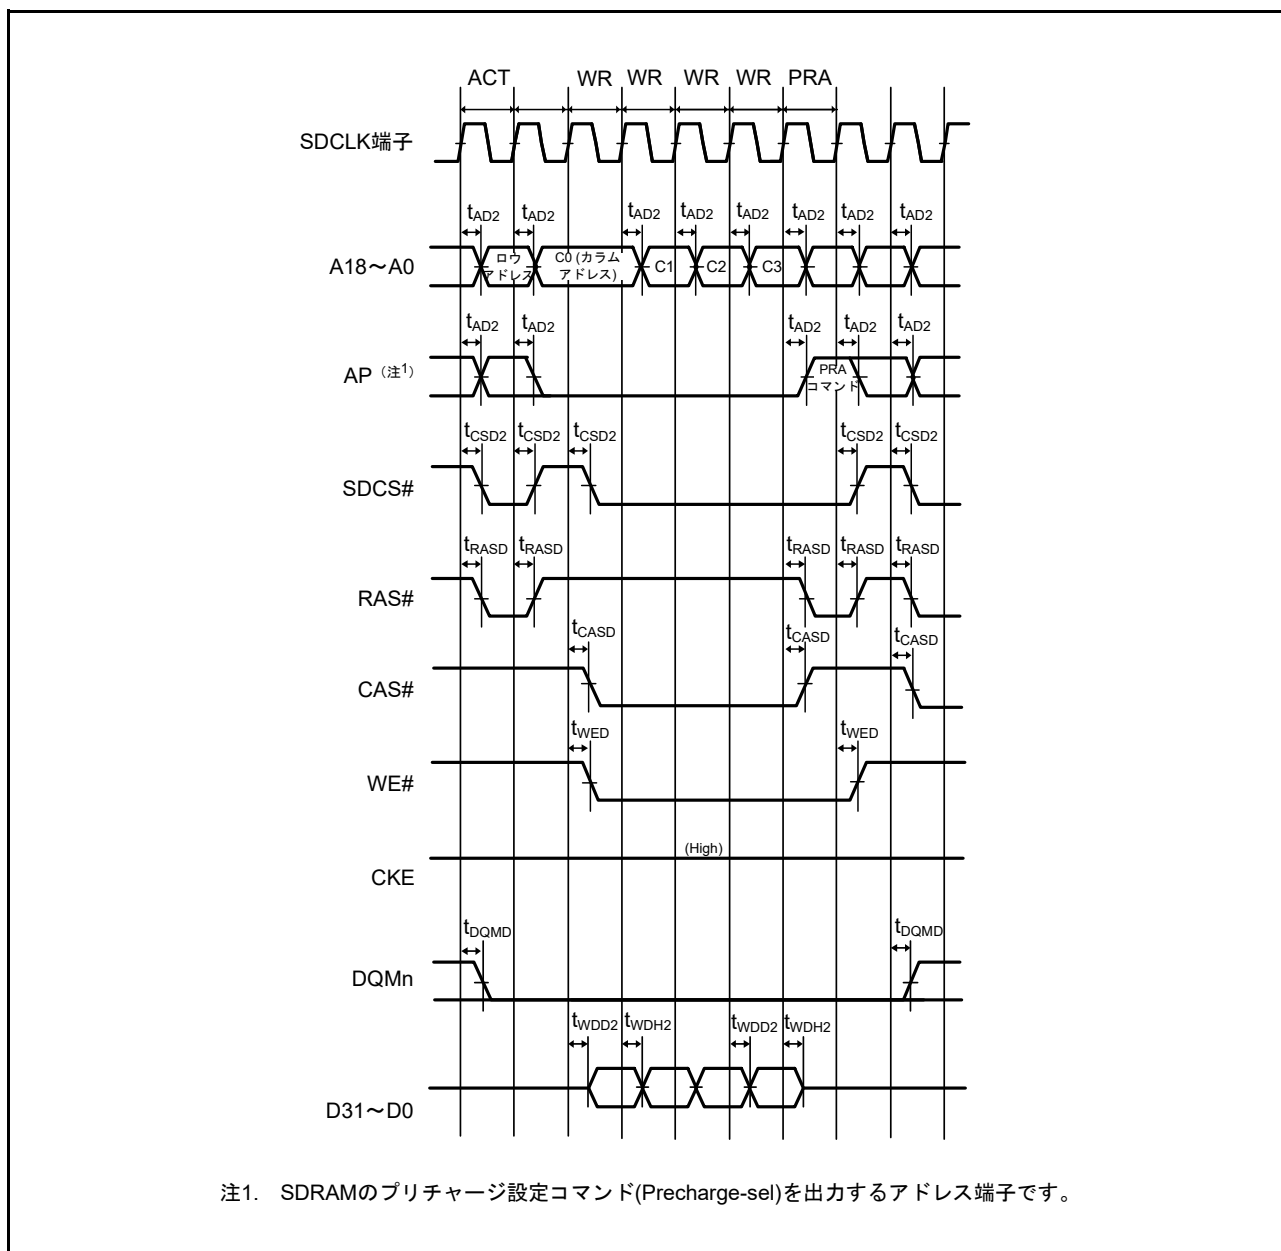 ACT WR WR WR WR PRA
SDCLK端子
tAD2 tAD2 tAD2 tAD2 tAD2 tAD2 tAD2 tAD2
A18～A0
ロウ
アドレス
C0 (カラム
アドレス)
C1 C2 C3
tAD2 tAD2 tAD2 tAD2 tAD2
AP（注1）
PRA
コマンド
tCSD2 tCSD2 tCSD2 tCSD2 tCSD2
SDCS#
tRASD tRASD tRASD tRASD tRASD
RAS#
tCASD tCASD tCASD
CAS#
tWED tWED
WE#
(High)
CKE
tDQMD tDQMD
DQMn
tWDD2 tWDH2 tWDD2 tWDH2
D31～D0
注1. SDRAMのプリチャージ設定コマンド(Precharge-sel)を出力するアドレス端子です。